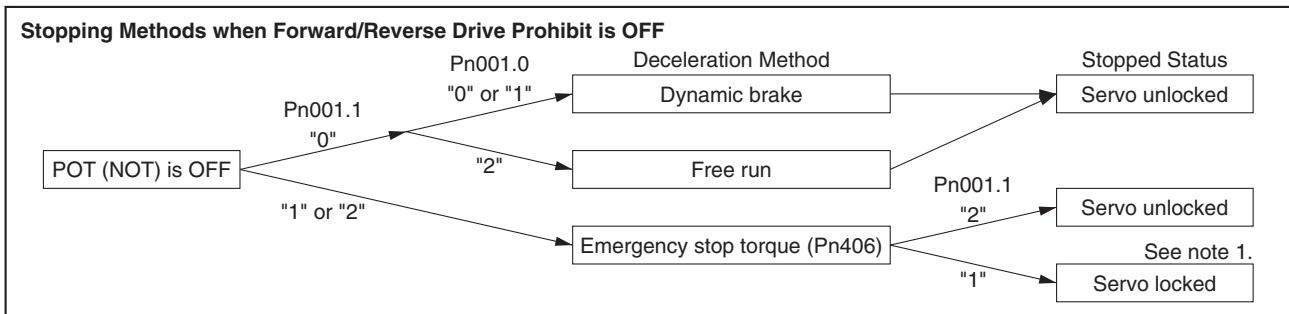 Stopping Methods when Forward/Reverse Drive Prohibit is OFF
Pn001.0
Deceleration Method
Stopped Status
"0" or "1"
Dynamic brake
Servo unlocked
Pn001.1
"0"
POT (NOT) is OFF
"2"
Free run
Pn001.1
"1" or "2"
"2"
Servo unlocked
Emergency stop torque (Pn406)
See note 1.
"1"
Servo locked